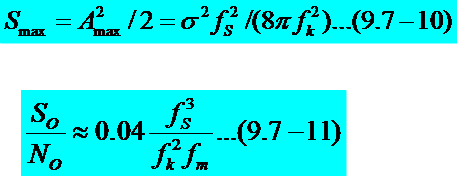 S_max = A²_max / 2 = σ² f_S² / (8π f_k²)...(9.7 – 10)
S_O / N_O ≈ 0.04 f_S³ / (f_k² f_m) ...(9.7 – 11)